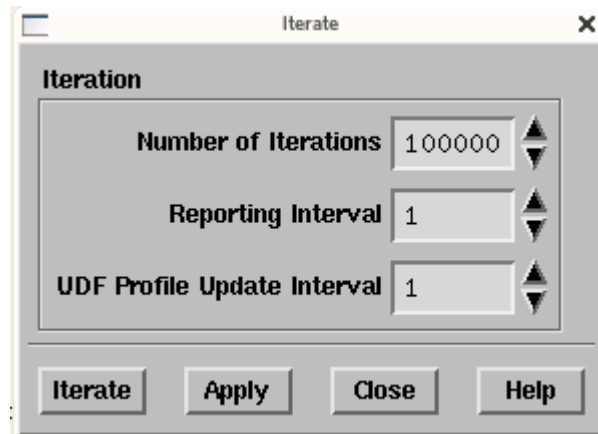 Iterate
Iteration
Number of Iterations 100000
Reporting Interval 1
UDF Profile Update Interval 1
Iterate Apply Close Help